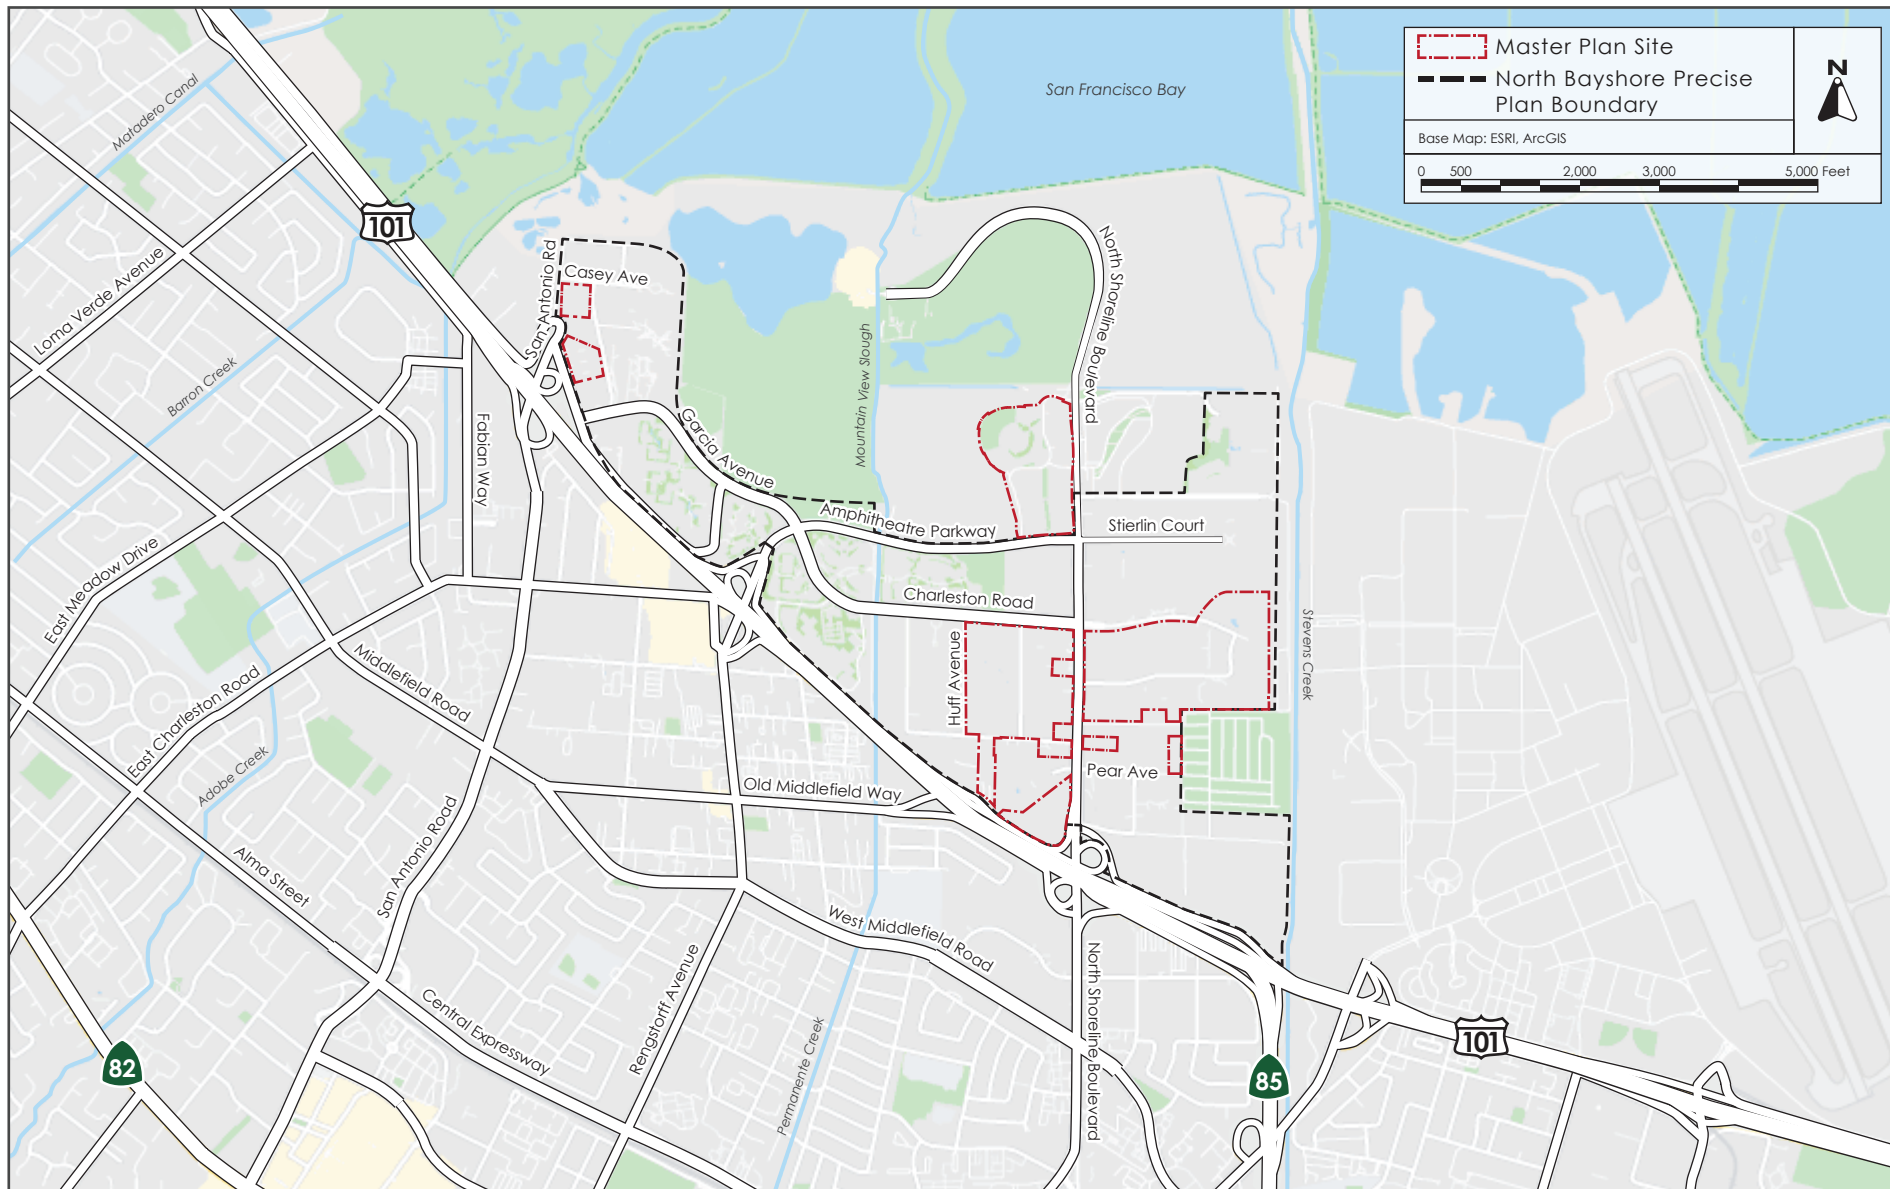 Master Plan Site
North Bayshore Precise
Plan Boundary
N
Base Map: ESRI, ArcGIS
0 500 2,000 3,000 5,000 Feet
San Francisco Bay
Matadero Canal
101
Loma Verde Avenue
Barron Creek
San Antonio Rd
Casey Ave
North Shoreline Boulevard
Mountain View Slough
Fabian Way
Garcia Avenue
Amphitheatre Parkway
Stierlin Court
East Meadow Drive
Charleston Road
Huff Avenue
Stevens Creek
Middlefield Road
East Charleston Road
Adobe Creek
Pear Ave
Old Middlefield Way
San Antonio Road
Alma Street
West Middlefield Road
North Shoreline Boulevard
Rengstorff Avenue
Central Expressway
Permanente Creek
101
82
85